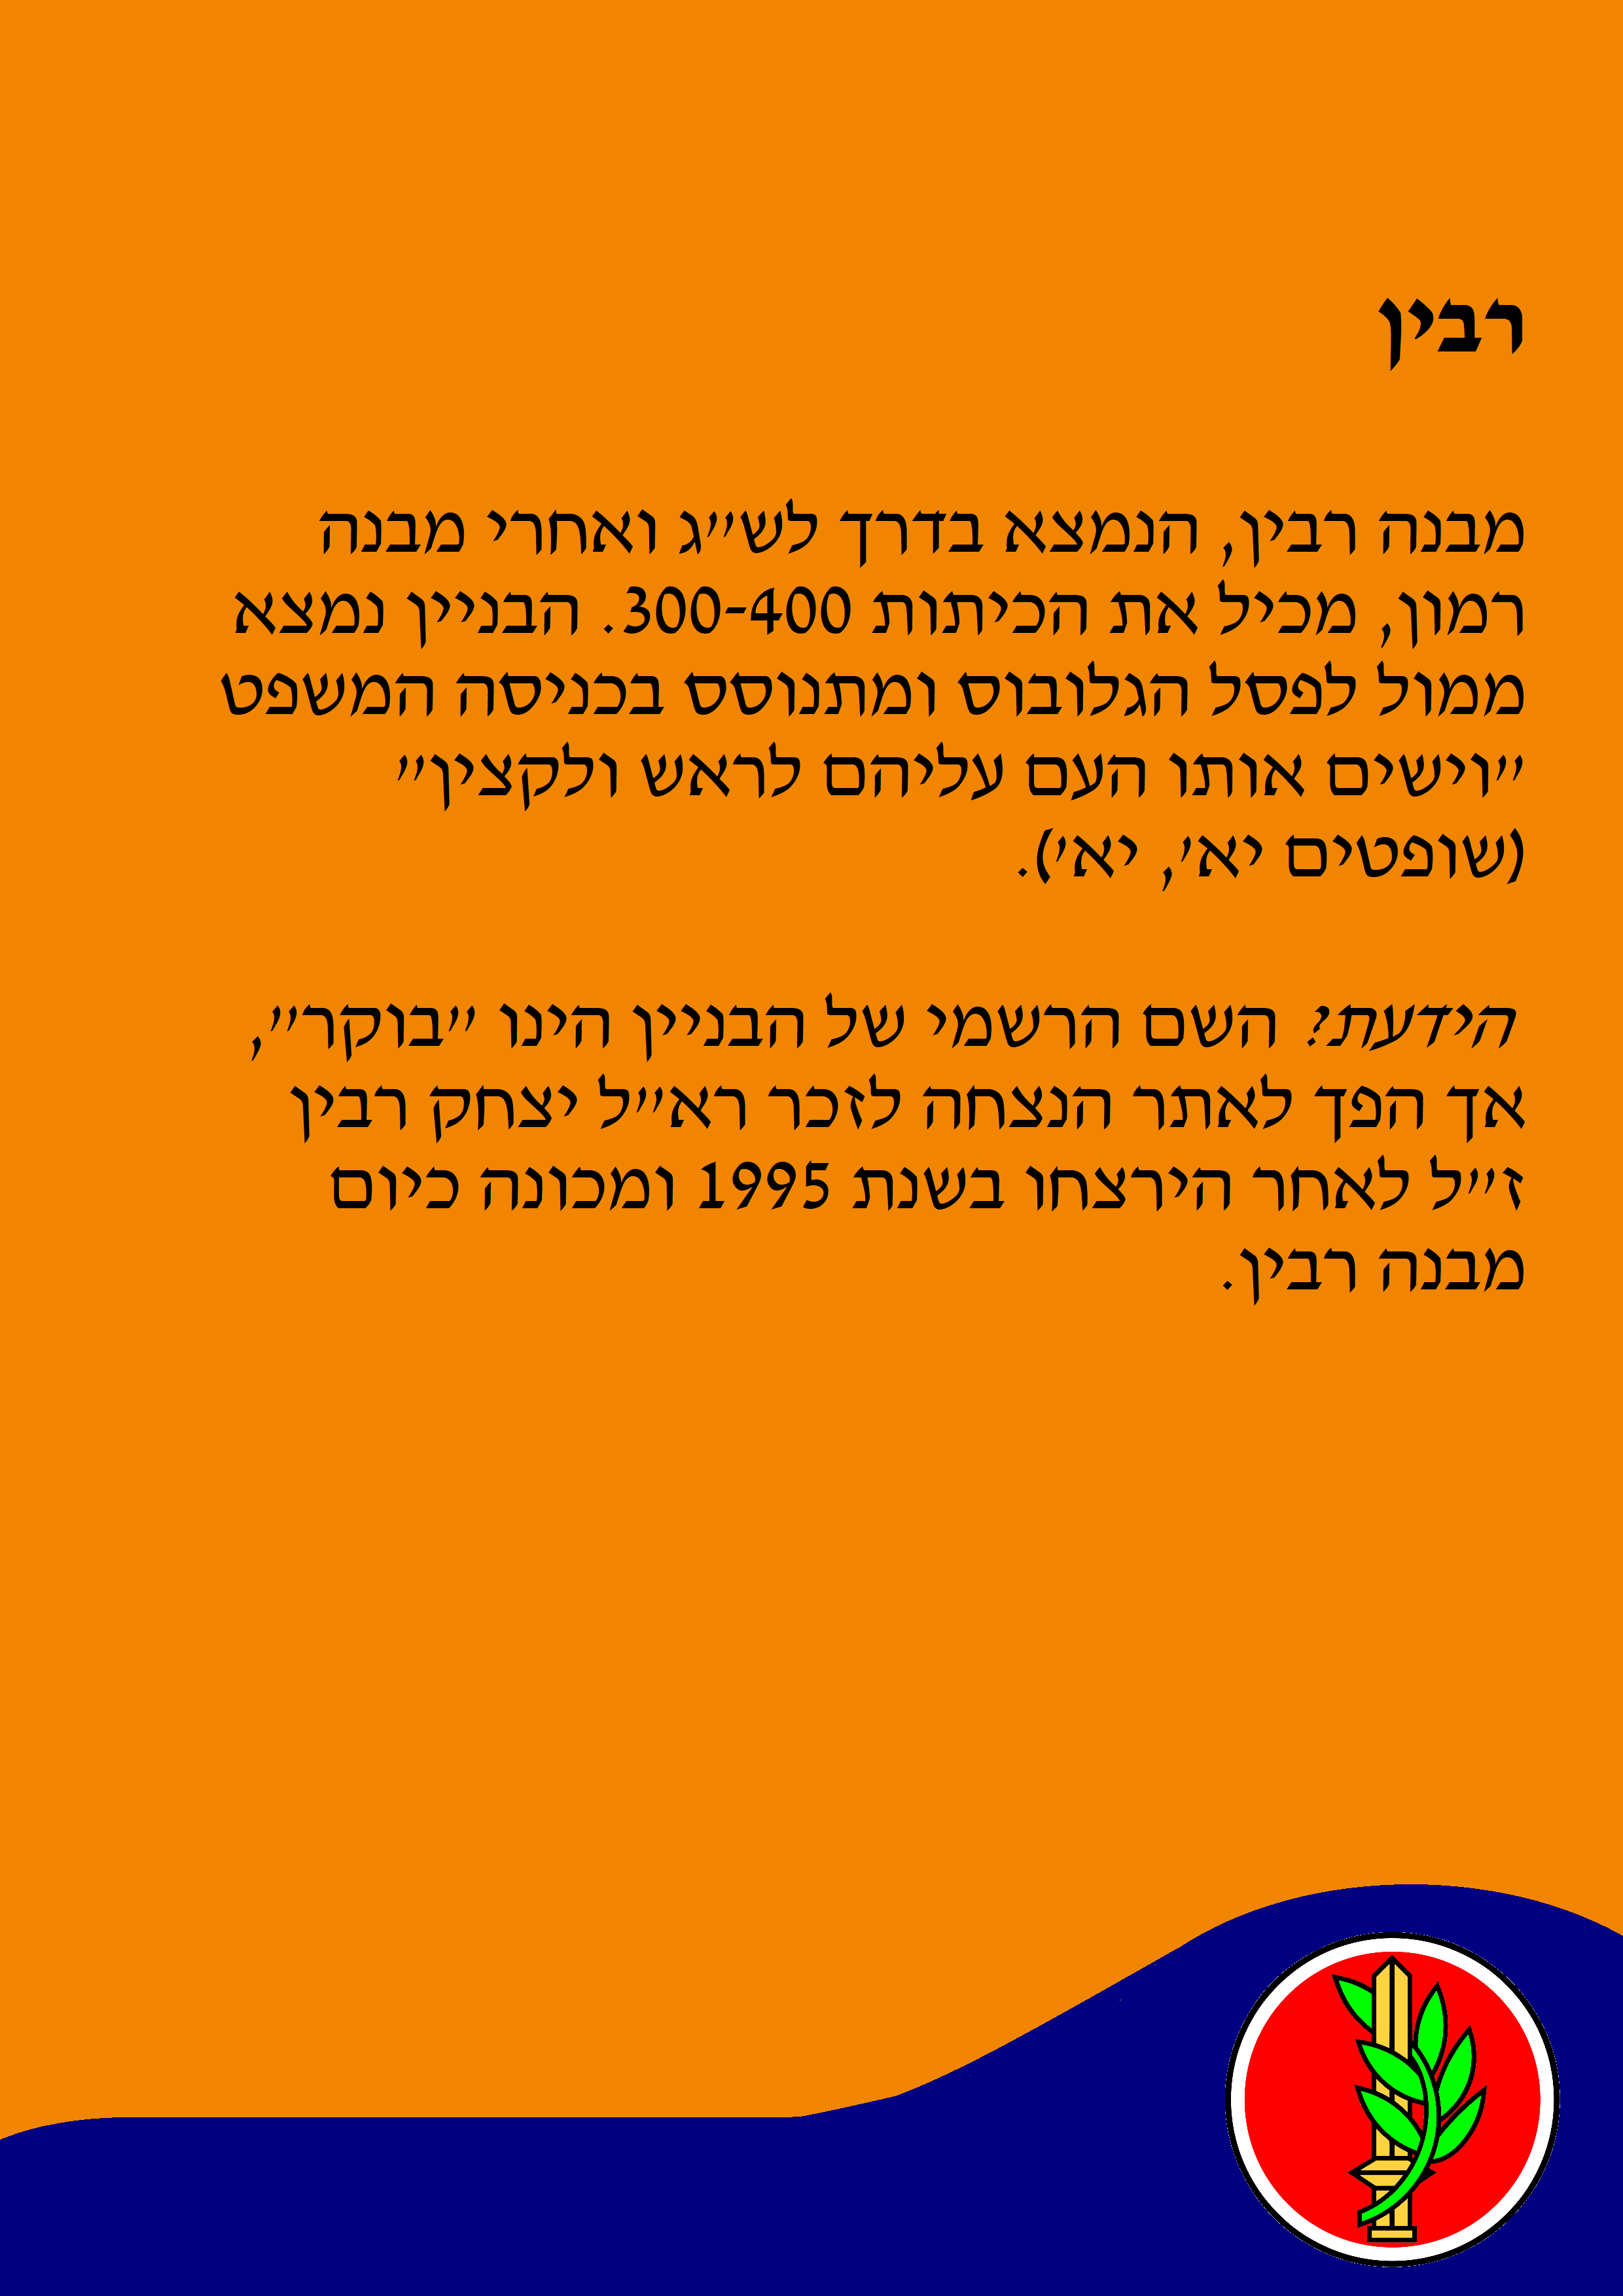 רבין
מבנה רבין, הנמצא בדרך לש״ג ואחרי מבנה
רמון, מכיל את הכיתות 300-400. הבניין נמצא
ממול לפסל הגלובוס ומתנוסס בכניסה המשפט
״וישים אותו העם עליהם לראש ולקצין״
(שופטים יא׳, יא׳).
הידעת? השם הרשמי של הבניין הינו ״בוקר״,
אך הפך לאתר הנצחה לזכר רא״ל יצחק רבין
ז״ל לאחר הירצחו בשנת 1995 ומכונה כיום
מבנה רבין.